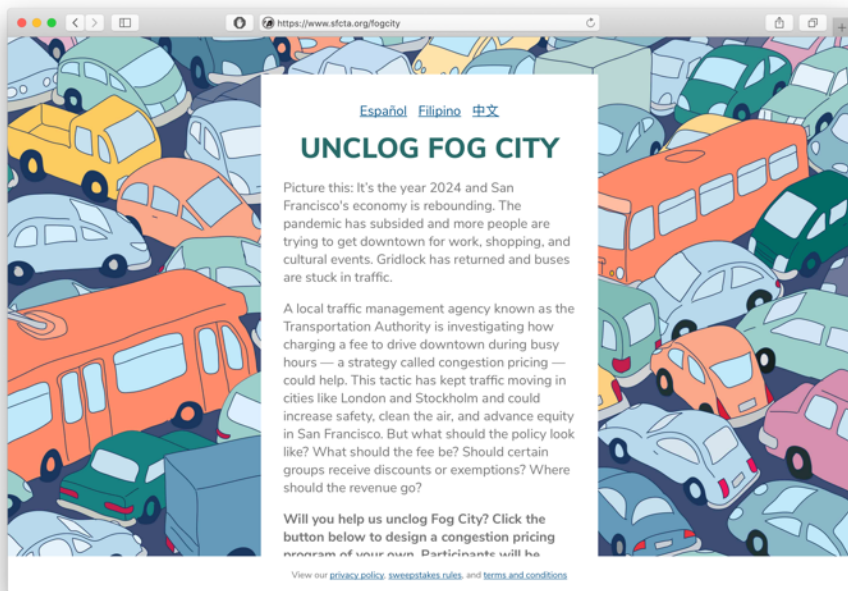 https://www.sfcta.org/fogcity
Español Filipino 中文
UNCLOG FOG CITY
Picture this: It's the year 2024 and San
Francisco's economy is rebounding. The
pandemic has subsided and more people are
trying to get downtown for work, shopping, and
cultural events. Gridlock has returned and buses
are stuck in traffic.
A local traffic management agency known as the
Transportation Authority is investigating how
charging a fee to drive downtown during busy
hours — a strategy called congestion pricing —
could help. This tactic has kept traffic moving in
cities like London and Stockholm and could
increase safety, clean the air, and advance equity
in San Francisco. But what should the policy look
like? What should the fee be? Should certain
groups receive discounts or exemptions? Where
should the revenue go?
Will you help us unclog Fog City? Click the
button below to design a congestion pricing
program of your own. Participants will be
View our privacy policy, sweepstakes rules, and terms and conditions